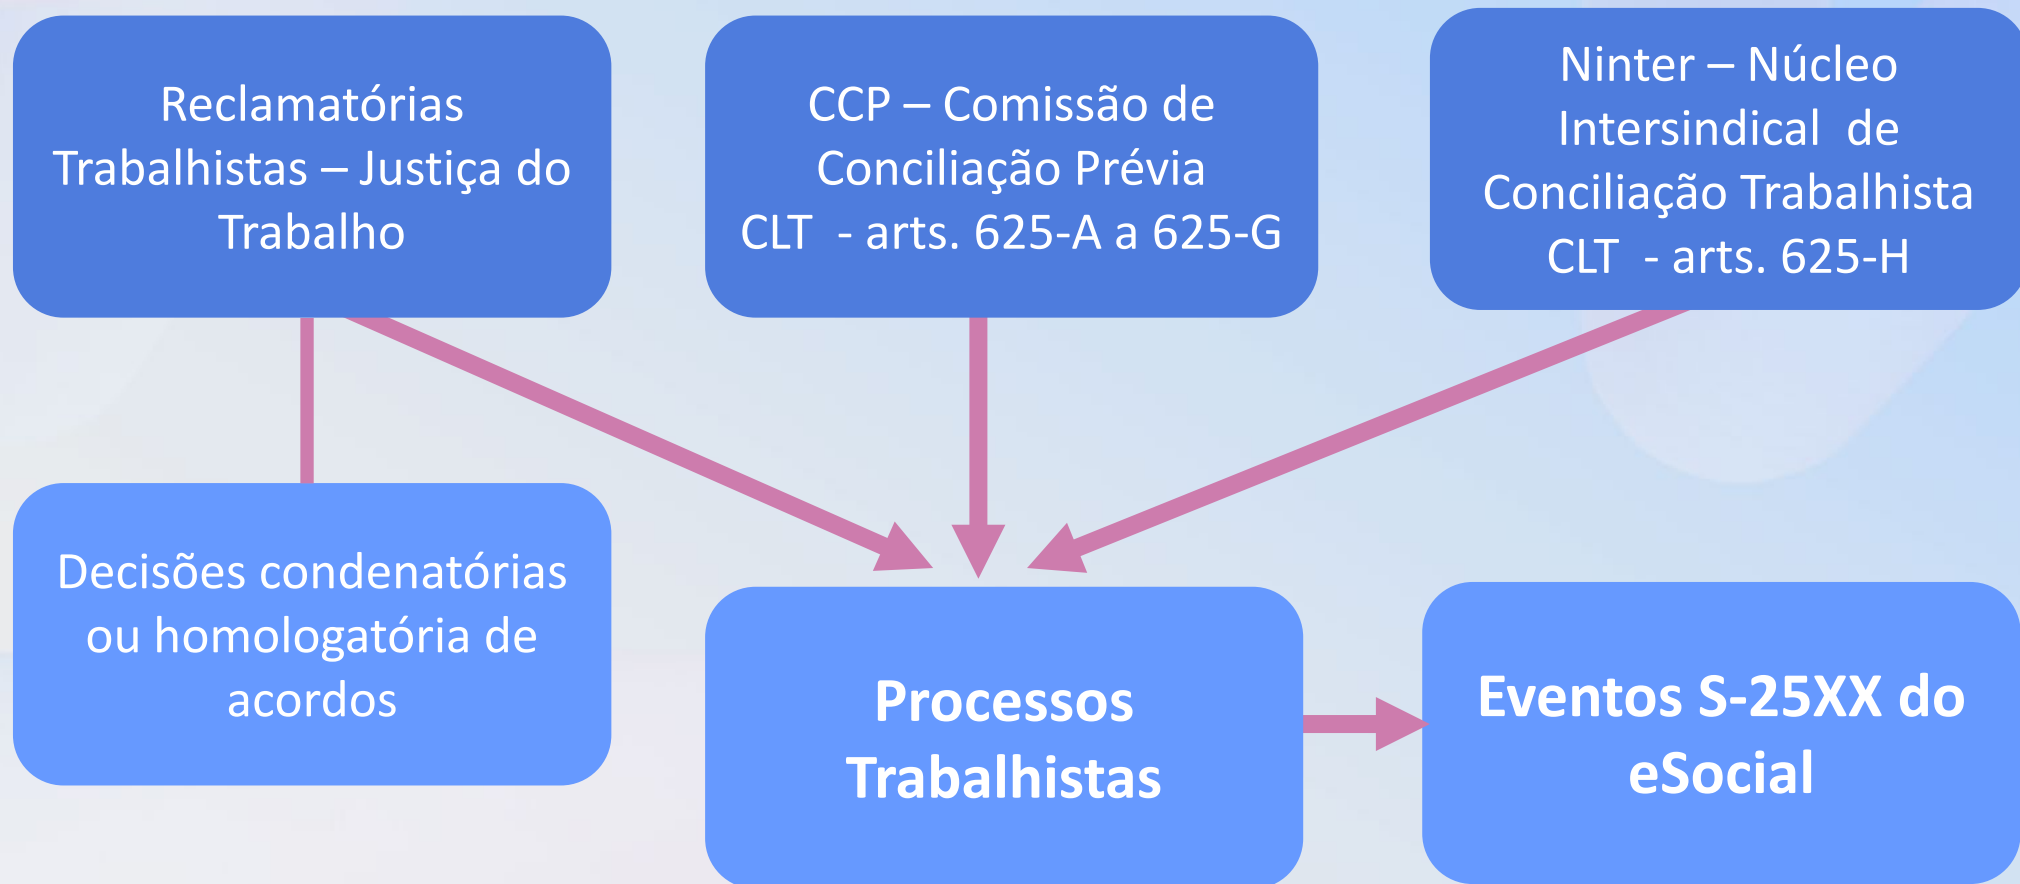 Reclamatórias
Trabalhistas – Justiça do
Trabalho
CCP – Comissão de
Conciliação Prévia
CLT  - arts. 625-A a 625-G
Ninter – Núcleo
Intersindical  de
Conciliação Trabalhista
CLT  - arts. 625-H
Decisões condenatórias
ou homologatória de
acordos
Processos
Trabalhistas
Eventos S-25XX do
eSocial